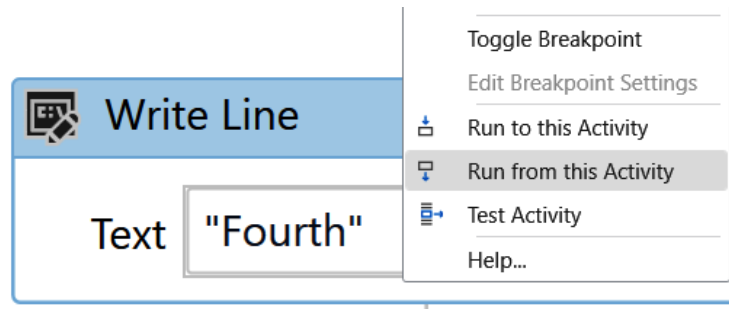 Toggle Breakpoint
Edit Breakpoint Settings
Write Line
Run to this Activity
Run from this Activity
Text "Fourth"
Test Activity
Help...